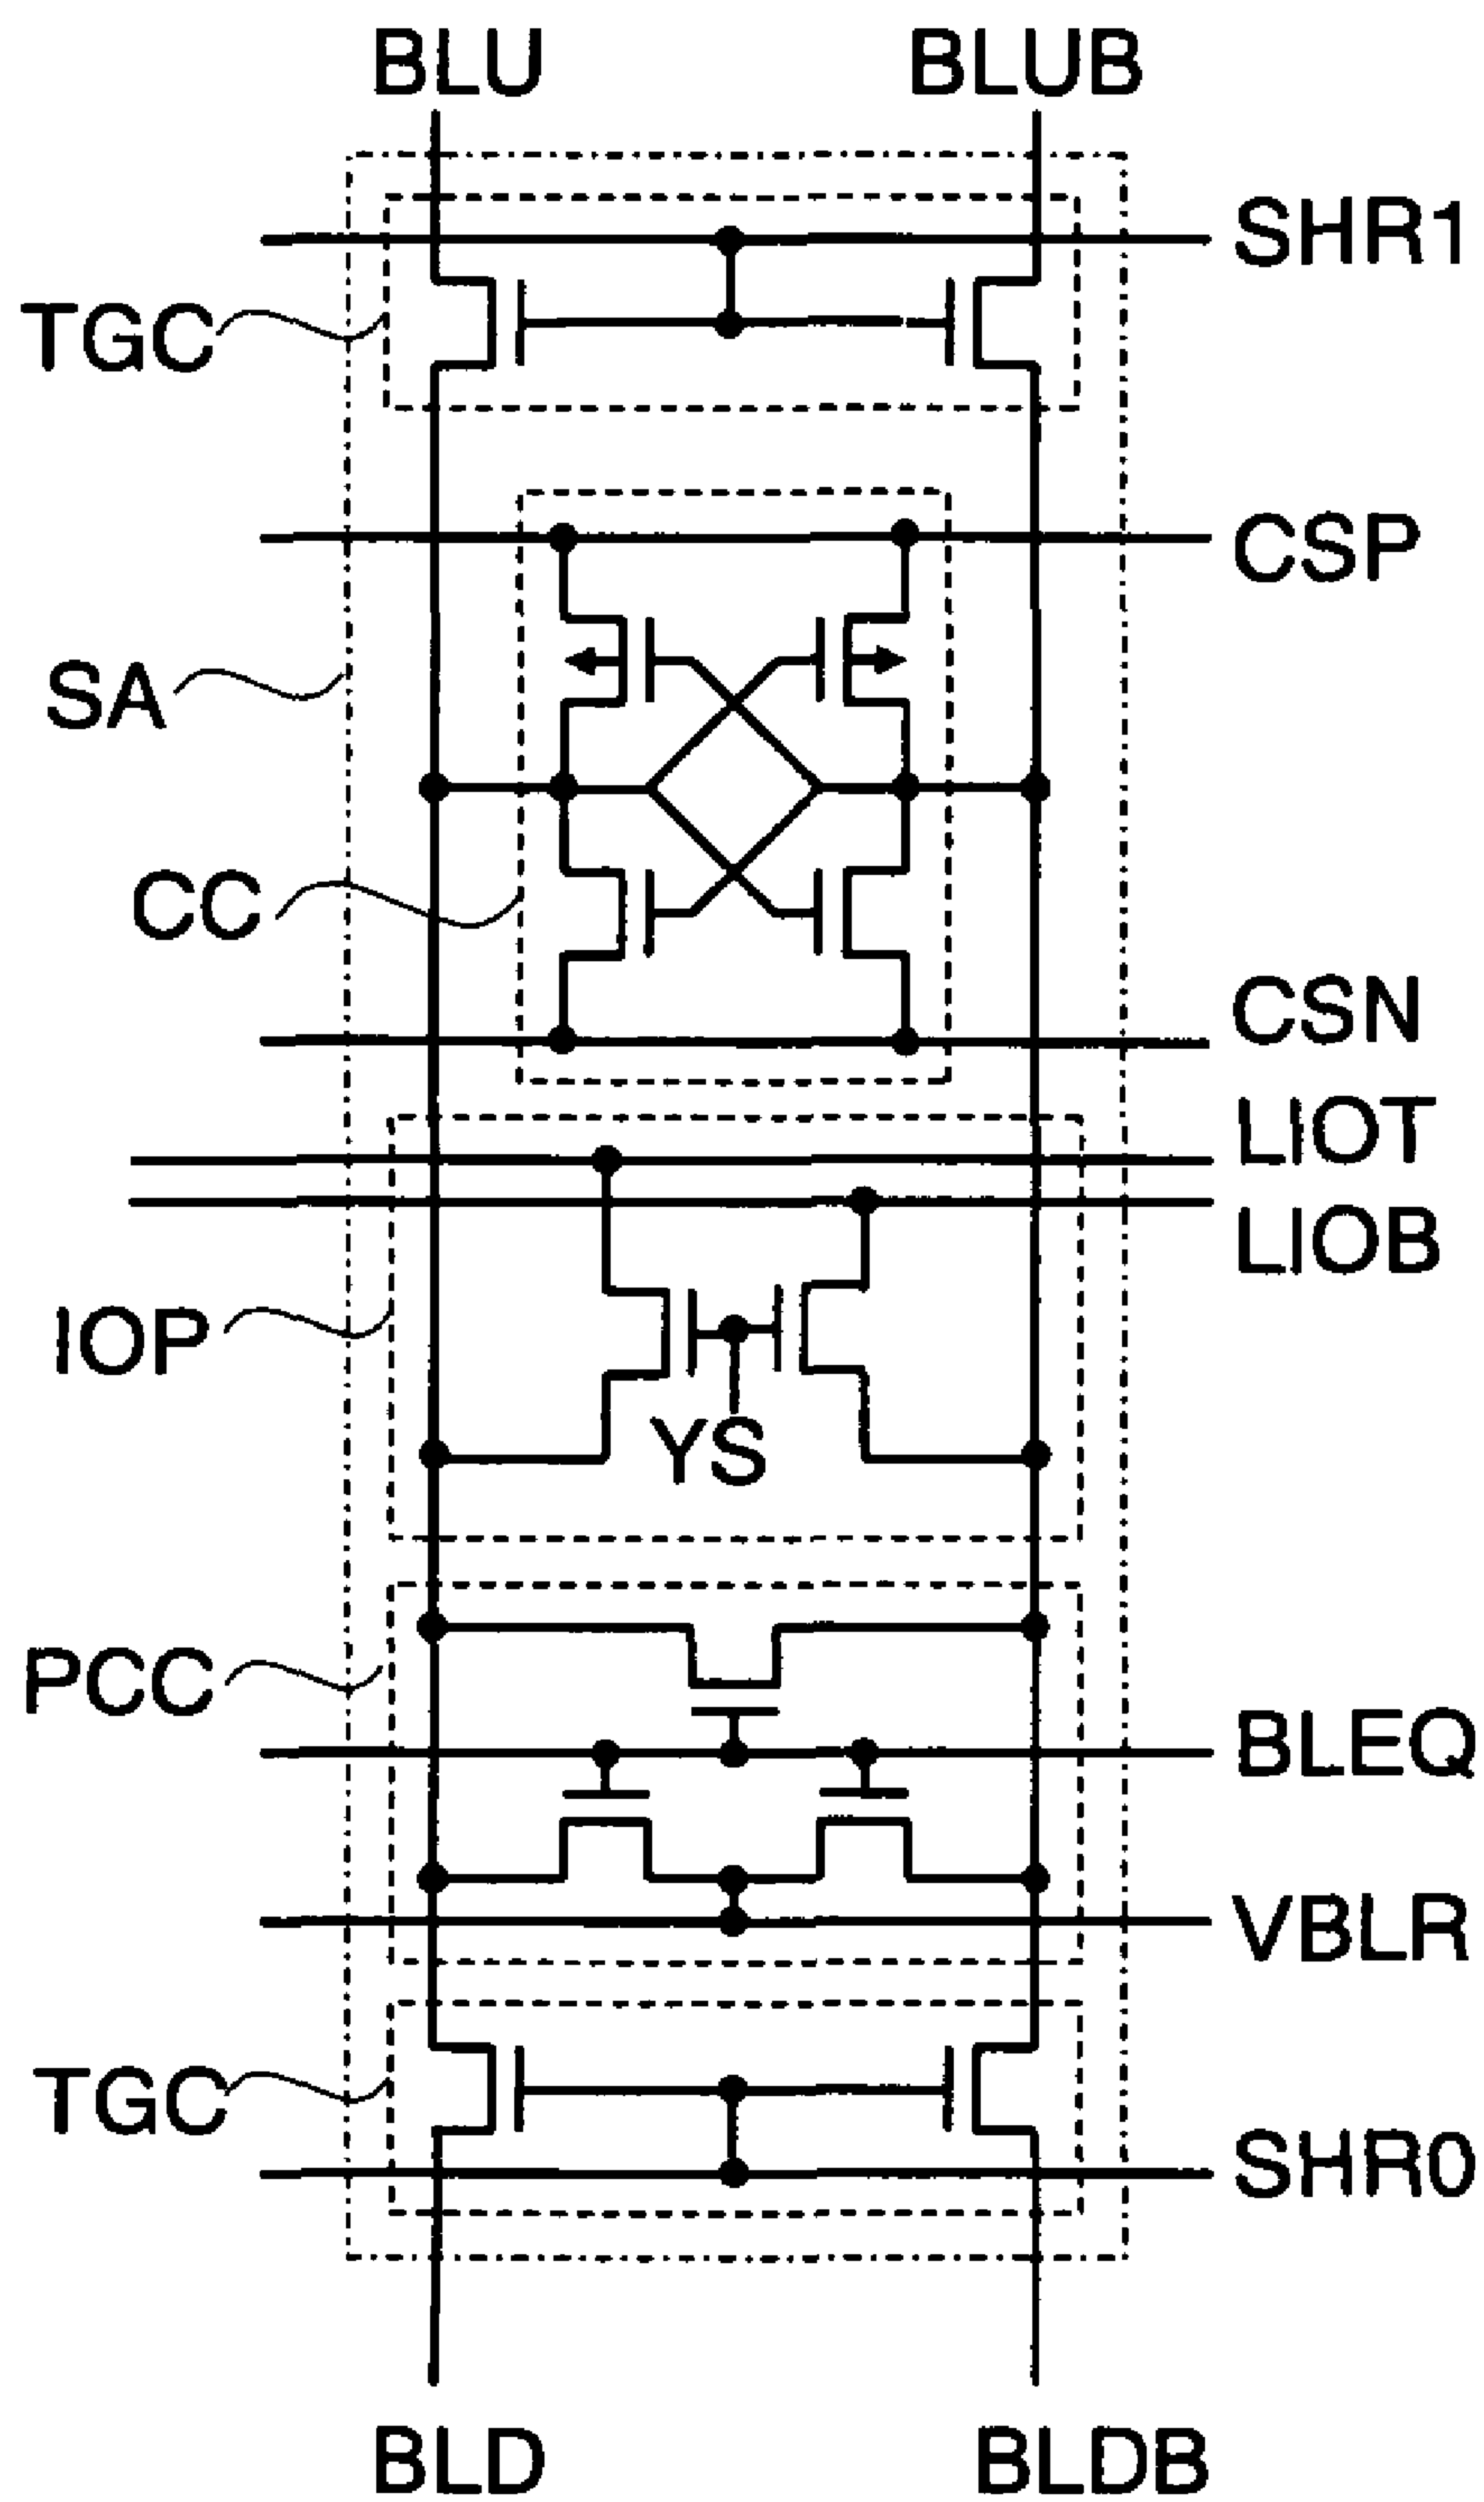 BLU
BLUB
SHR1
TGC
CSP
SA
CC
CSN
LIOT
LIOB
IOP
YS
PCC
BLEQ
VBLR
TGC
SHR0
BLD
BLDB